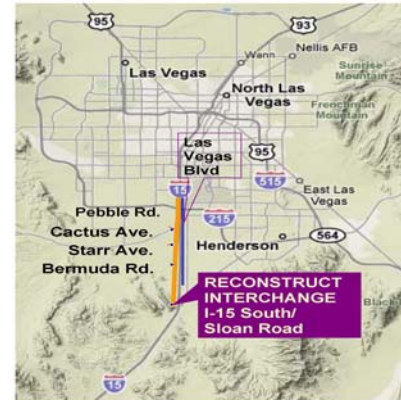 95
93
Nellis AFB
Wann
Sunrise
Mountain
Las Vegas
North Las
Vegas
Frenchman
Mountain
Las
Vegas
Blvd
95
15
515
East Las
Vegas
Pebble Rd.
215
Cactus Ave.
564
Starr Ave.
Henderson
Bermuda Rd.
RECONSTRUCT
INTERCHANGE
I-15 South/
Sloan Road
Black
15